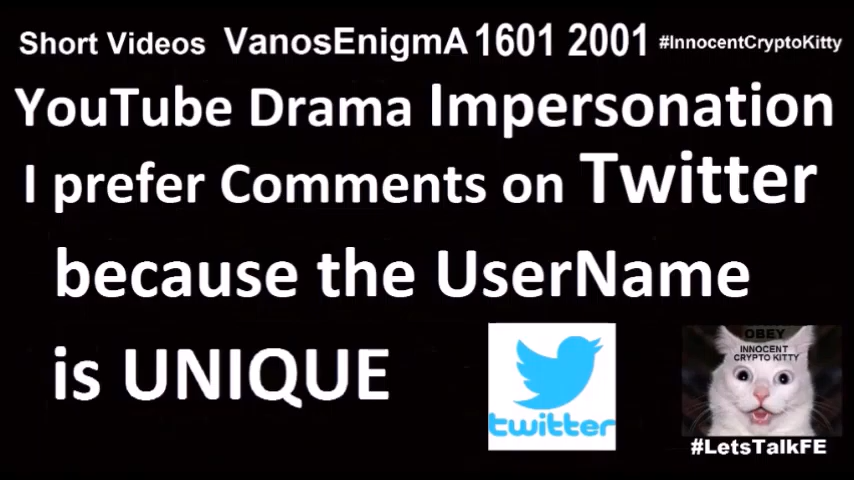 Short Videos VanosEnigmA 1601 2001 #InnocentCryptoKitty
YouTube Drama Impersonation
I prefer Comments on Twitter
because the UserName
is UNIQUE
twitter
OBEY
INNOCENT
CRYPTO KITTY
#LetsTalkFE